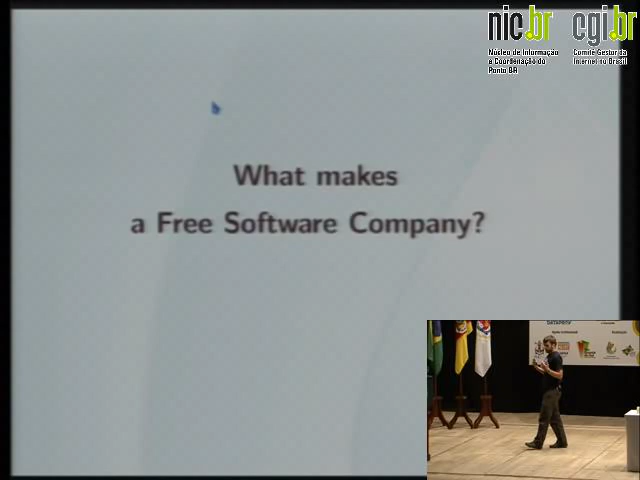 nic.br cgi.br
Núcleo de Informação
e Coordenação do
Ponto BR
Comitê Gestor da
Internet no Brasil
What makes
a Free Software Company?
DATAPREV